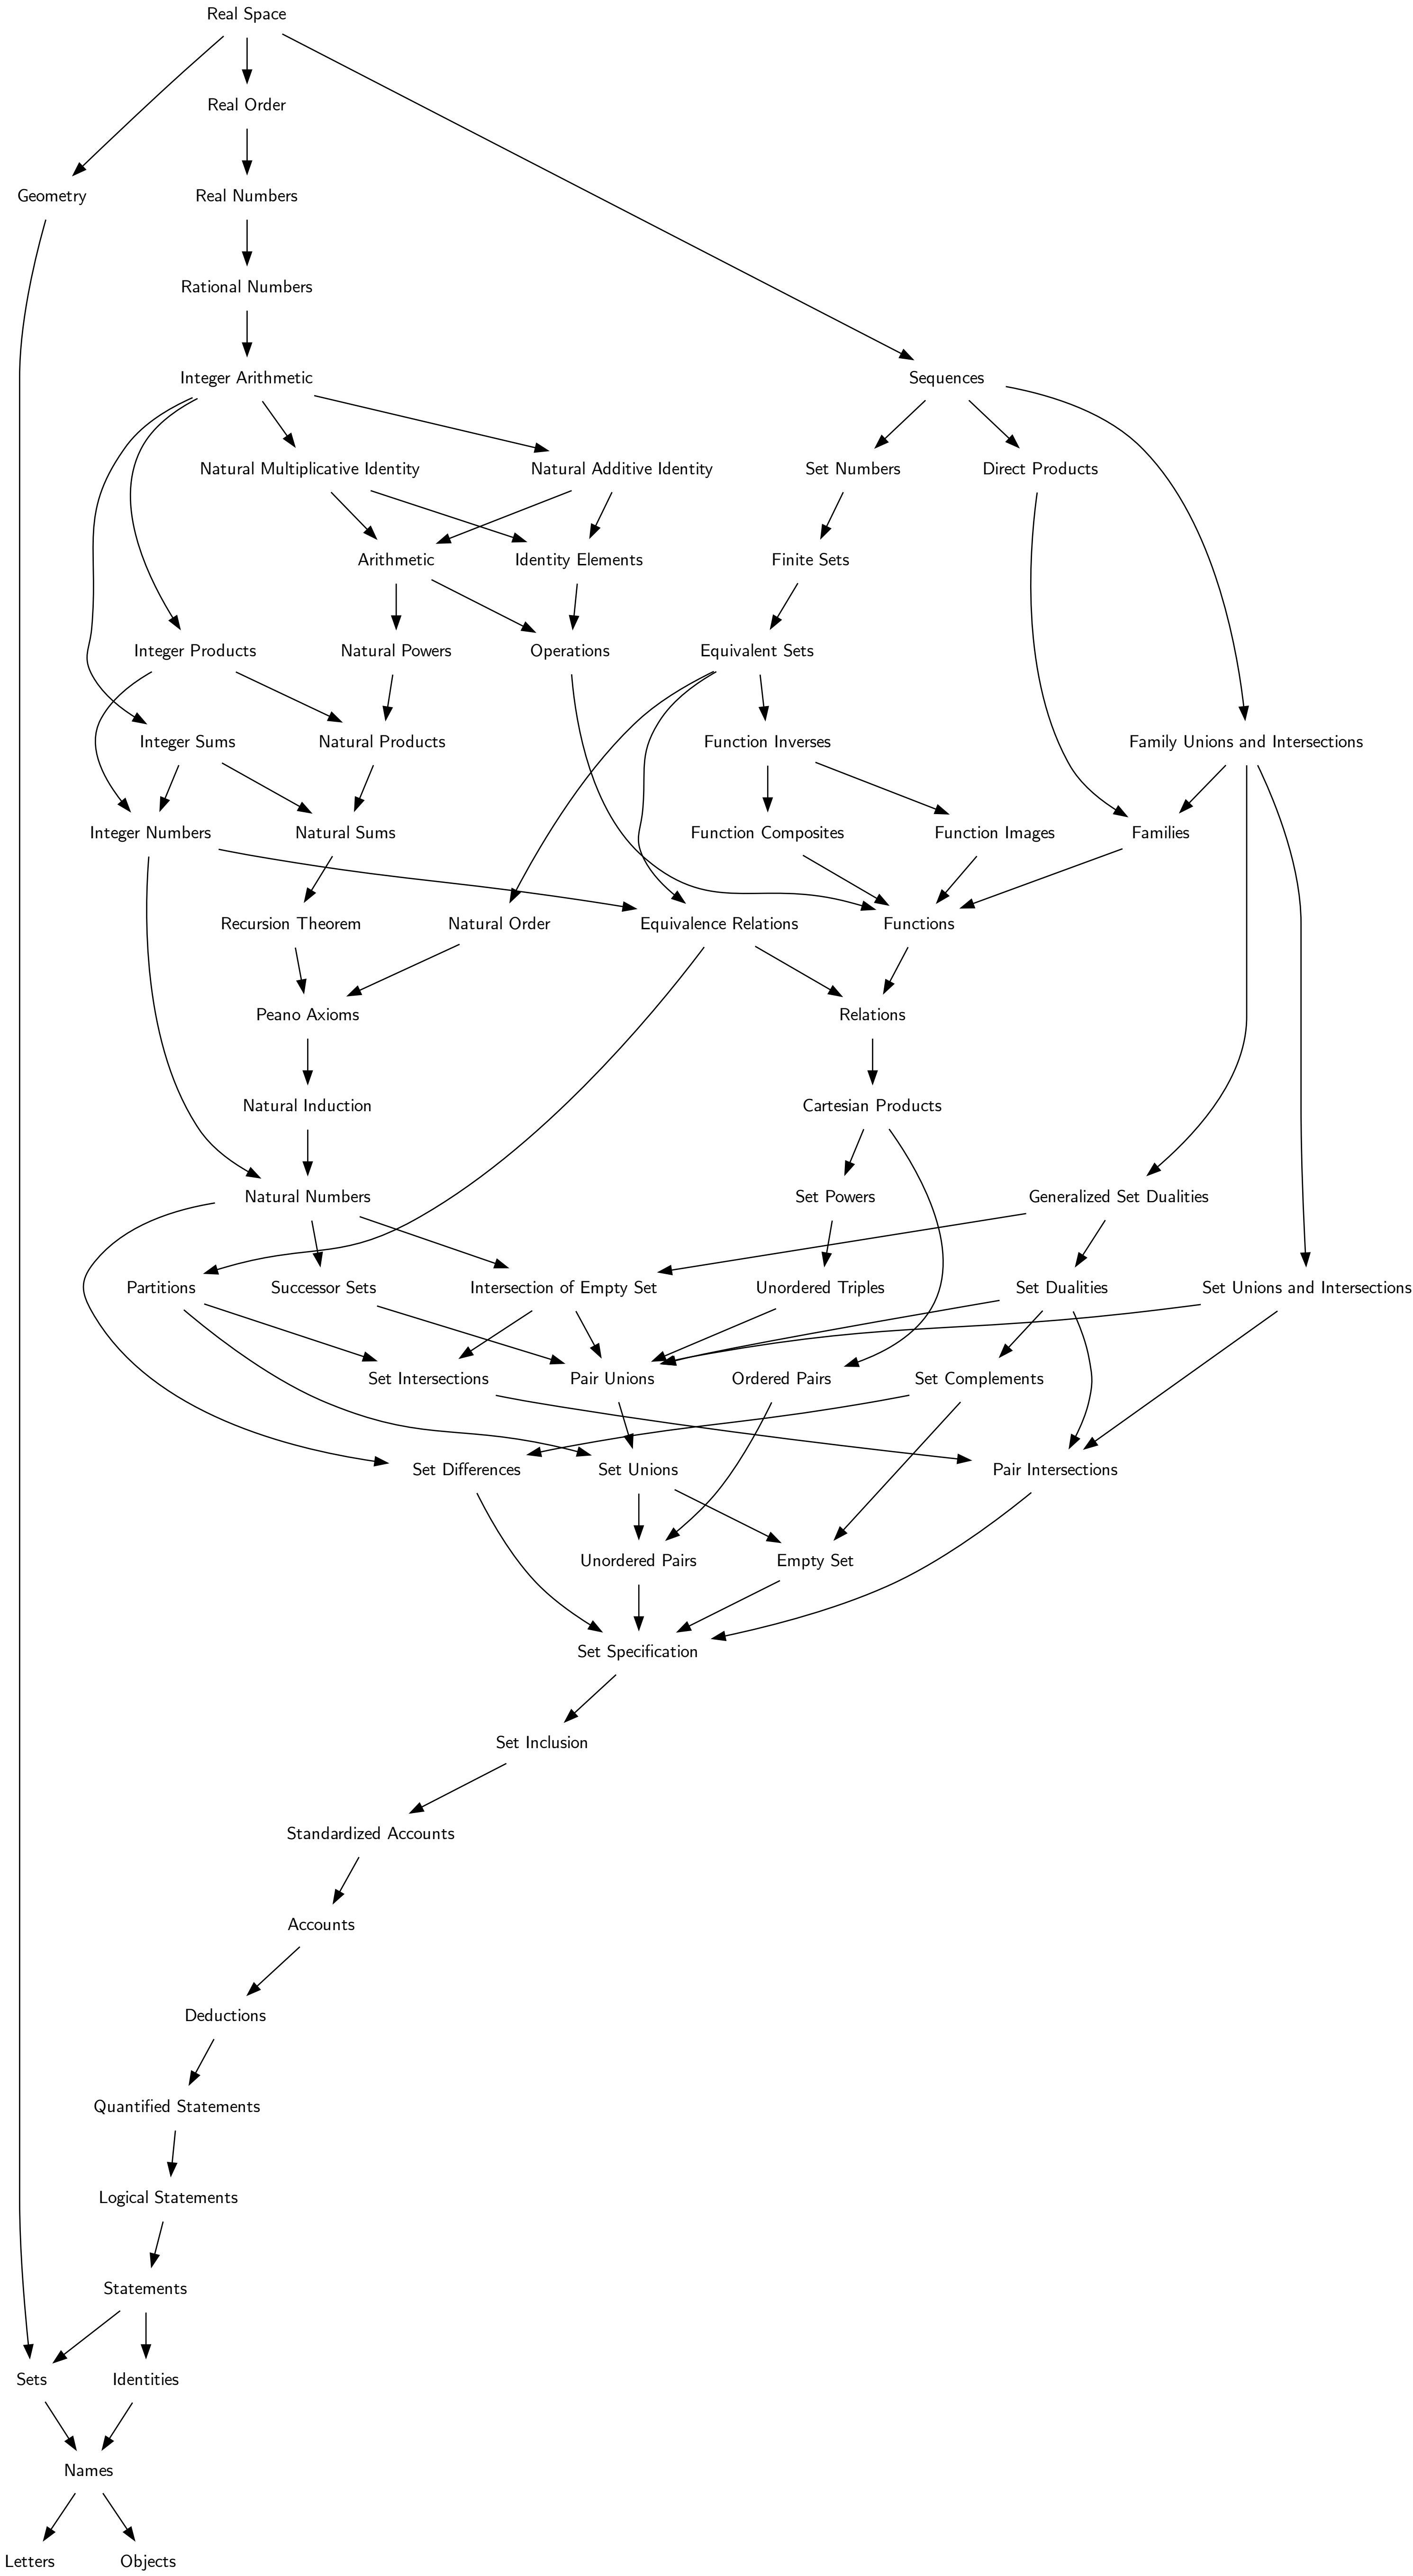 Real Space
Real Order
Geometry
Real Numbers
Rational Numbers
Integer Arithmetic
Sequences
Natural Multiplicative Identity
Natural Additive Identity
Set Numbers
Direct Products
Arithmetic
Identity Elements
Finite Sets
Integer Products
Natural Powers
Operations
Equivalent Sets
Integer Sums
Natural Products
Function Inverses
Family Unions and Intersections
Integer Numbers
Natural Sums
Function Composites
Function Images
Families
Recursion Theorem
Natural Order
Equivalence Relations
Functions
Peano Axioms
Relations
Natural Induction
Cartesian Products
Natural Numbers
Set Powers
Generalized Set Dualities
Partitions
Successor Sets
Intersection of Empty Set
Unordered Triples
Set Dualities
Set Unions and Intersections
Set Intersections
Pair Unions
Ordered Pairs
Set Complements
Set Differences
Set Unions
Pair Intersections
Unordered Pairs
Empty Set
Set Specification
Set Inclusion
Standardized Accounts
Accounts
Deductions
Quantified Statements
Logical Statements
Statements
Sets
Identities
Names
Letters
Objects